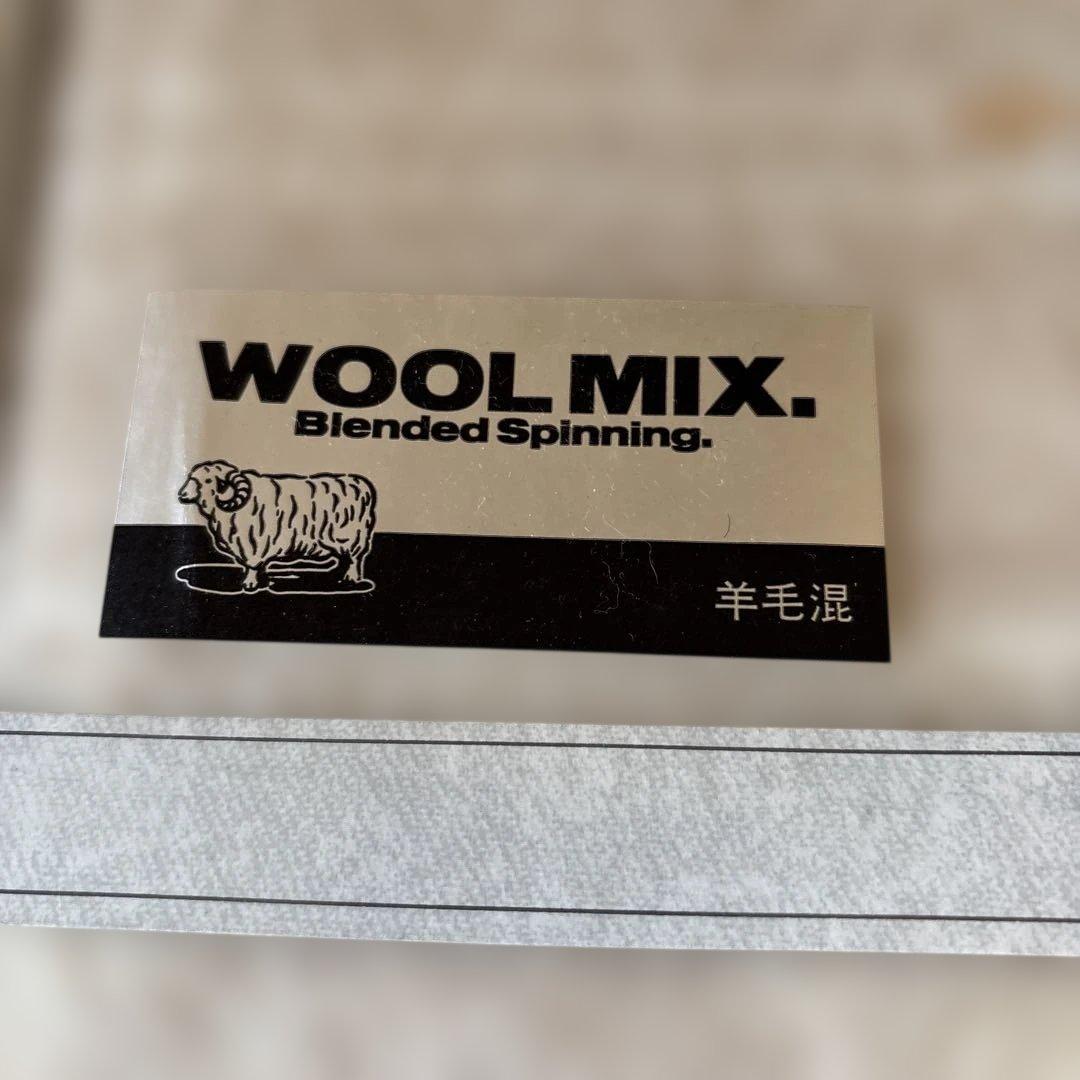 WOOL MIX.
Blended Spinning.
羊毛混